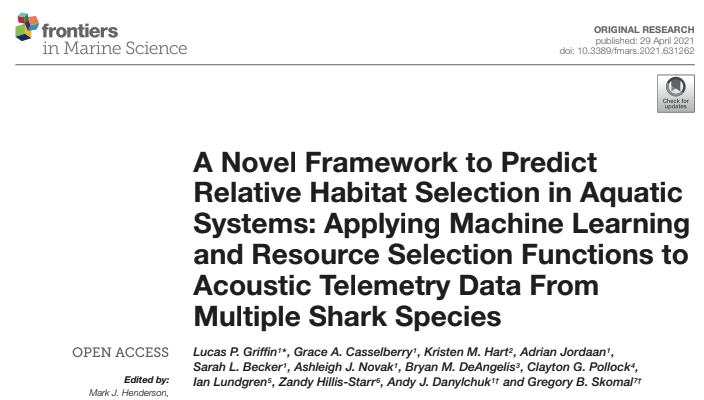 frontiers
in Marine Science
ORIGINAL RESEARCH
published: 29 April 2021
doi: 10.3389/fmars.2021.631262
Check for
updates
A Novel Framework to Predict
Relative Habitat Selection in Aquatic
Systems: Applying Machine Learning
and Resource Selection Functions to
Acoustic Telemetry Data From
Multiple Shark Species
OPEN ACCESS
Edited by:
Mark J. Henderson,
Lucas P. Griffin¹*, Grace A. Casselberry¹, Kristen M. Hart², Adrian Jordaan¹,
Sarah L. Becker¹, Ashleigh J. Novak¹, Bryan M. DeAngelis³, Clayton G. Pollock⁴,
Ian Lundgren⁵, Zandy Hillis-Starr⁶, Andy J. Danylchuk¹† and Gregory B. Skomal⁷†